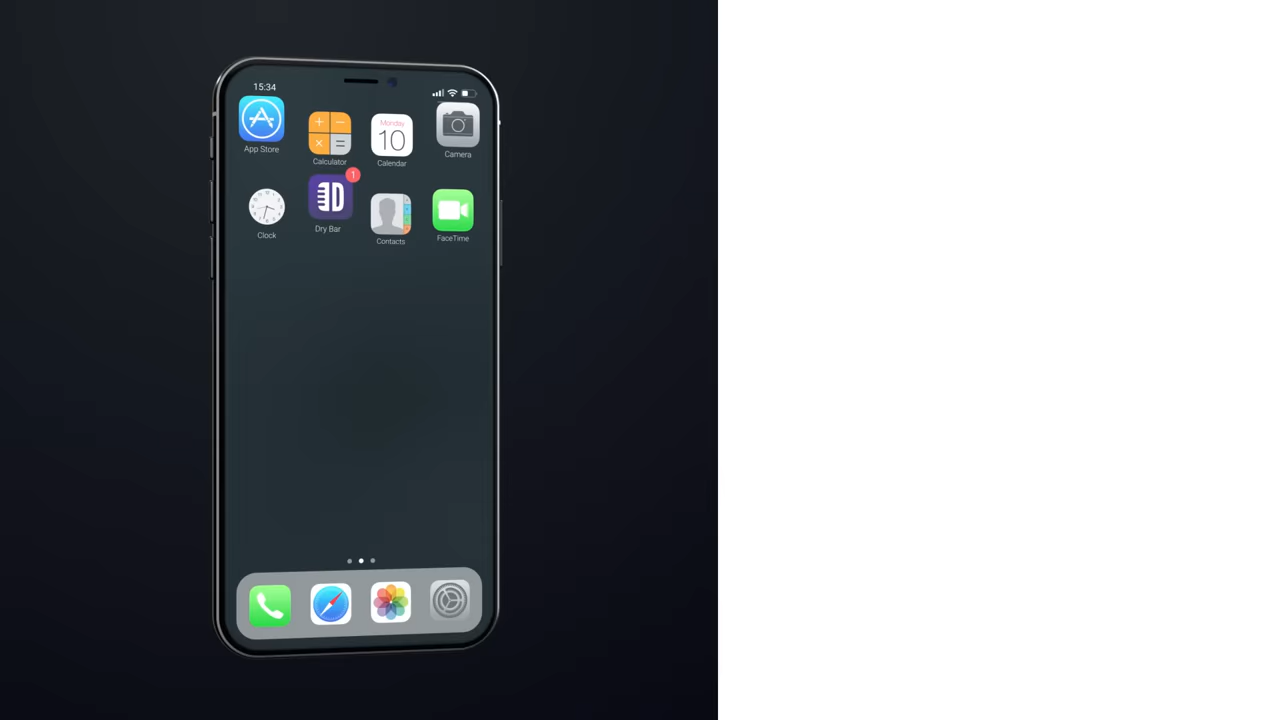 15:34
App Store
Calculator
Monday
10
Calendar
Camera
Clock
1
Dry Bar
Contacts
FaceTime